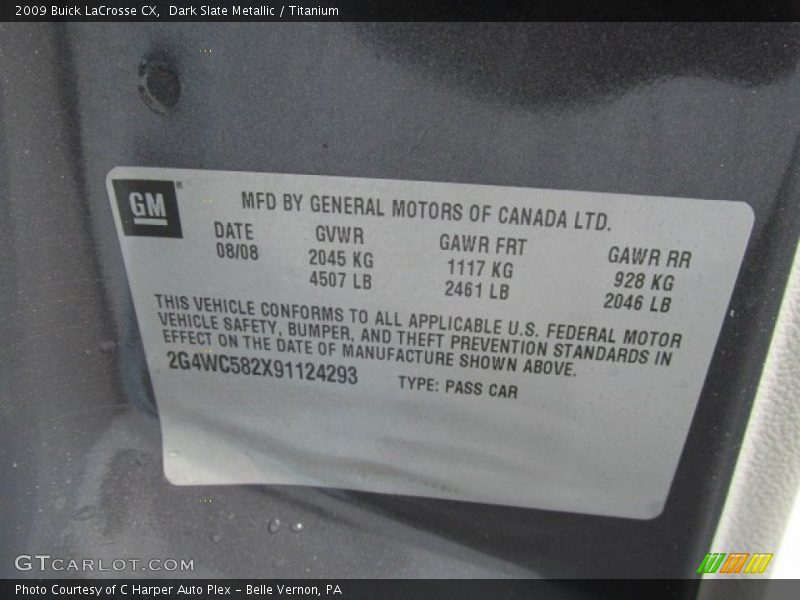 2009 Buick LaCrosse CX, Dark Slate Metallic / Titanium
GM®
MFD BY GENERAL MOTORS OF CANADA LTD.
DATE GVWR GAWR FRT GAWR RR
08/08 2045 KG 1117 KG 928 KG
4507 LB 2461 LB 2046 LB
THIS VEHICLE CONFORMS TO ALL APPLICABLE U.S. FEDERAL MOTOR
VEHICLE SAFETY, BUMPER, AND THEFT PREVENTION STANDARDS IN
EFFECT ON THE DATE OF MANUFACTURE SHOWN ABOVE.
2G4WC582X91124293 TYPE: PASS CAR
GTCARLOT.COM
Photo Courtesy of C Harper Auto Plex – Belle Vernon, PA